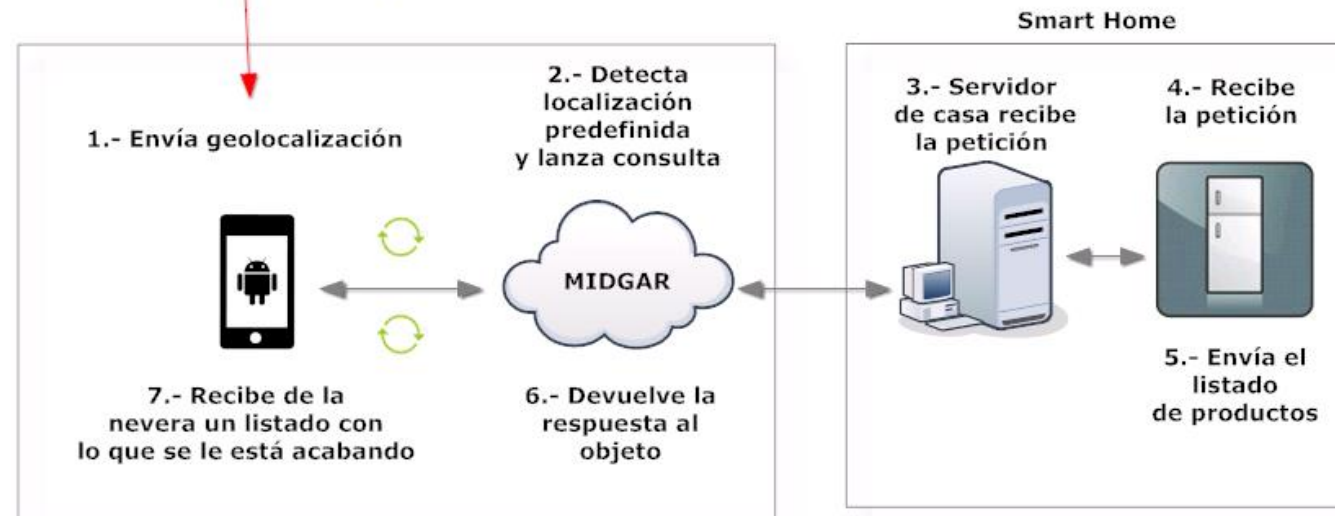 Smart Home
1.- Envía geolocalización
2.- Detecta
localización
predefinida
y lanza consulta
3.- Servidor
de casa recibe
la petición
4.- Recibe
la petición
MIDGAR
5.- Envía el
listado
de productos
6.- Devuelve la
respuesta al
objeto
7.- Recibe de la
nevera un listado con
lo que se le está acabando